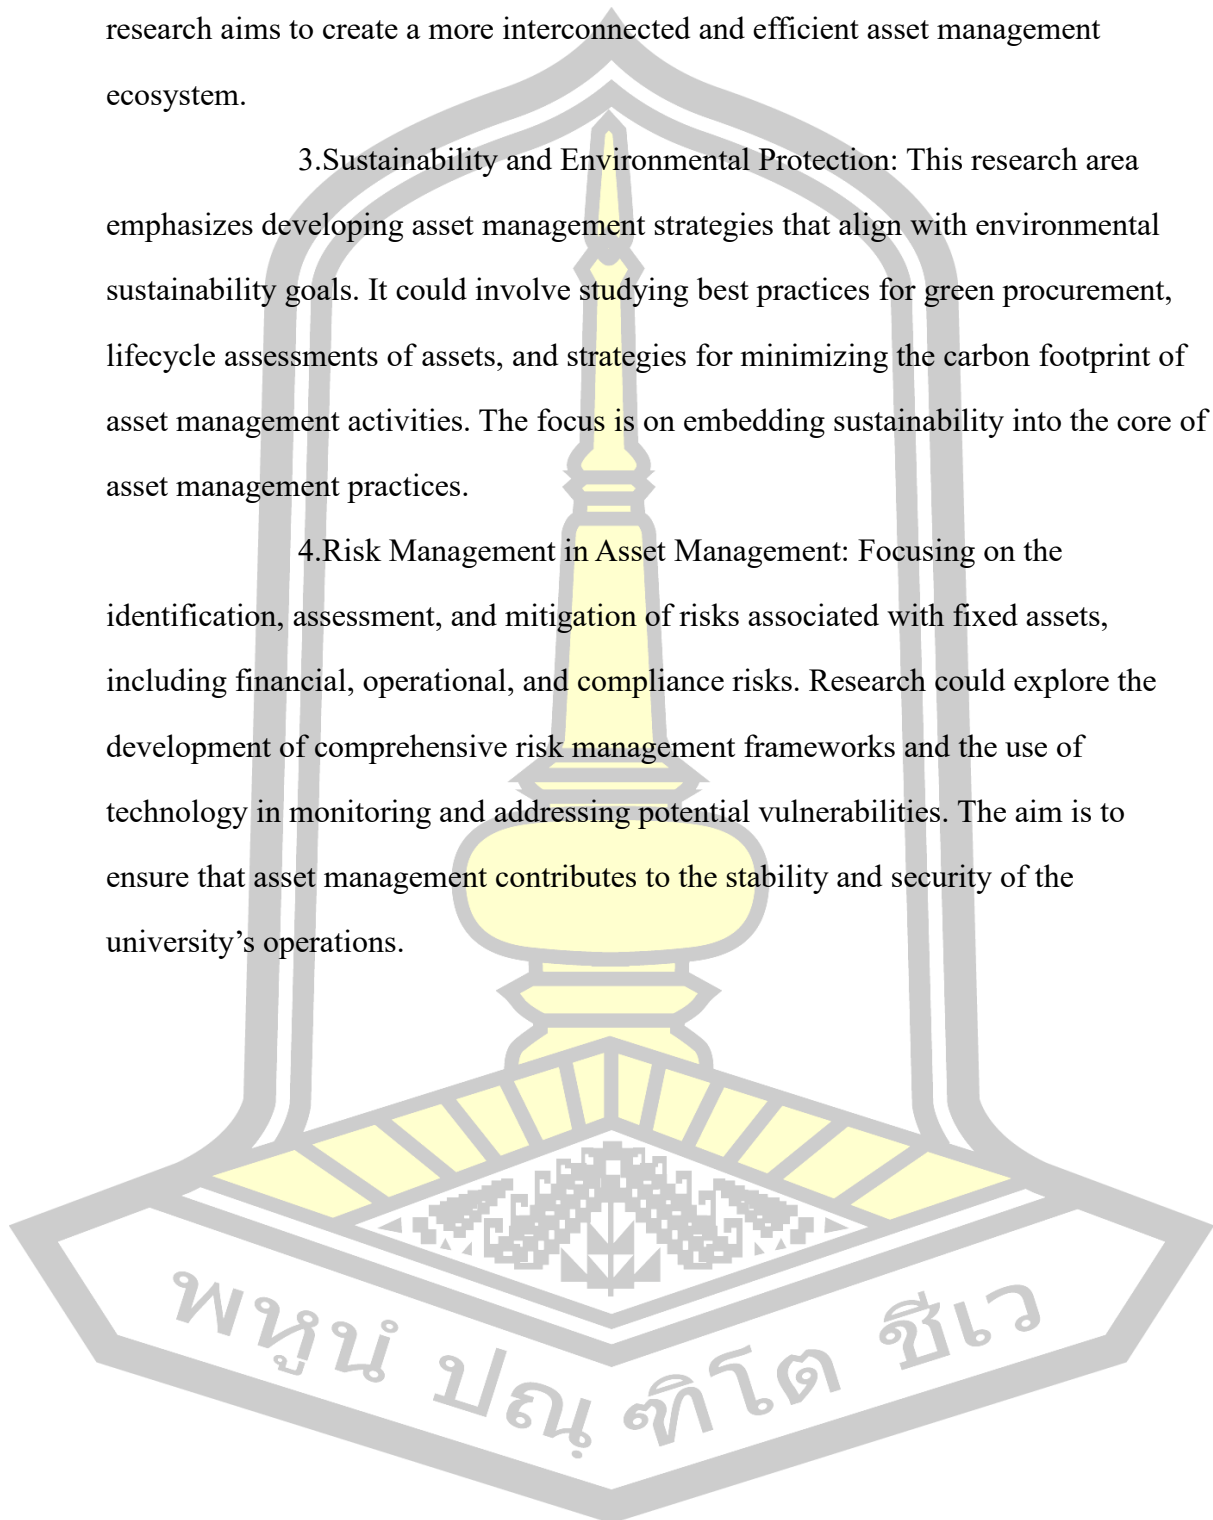 research aims to create a more interconnected and efficient asset management
ecosystem.
3.Sustainability and Environmental Protection: This research area
emphasizes developing asset management strategies that align with environmental
sustainability goals. It could involve studying best practices for green procurement,
lifecycle assessments of assets, and strategies for minimizing the carbon footprint of
asset management activities. The focus is on embedding sustainability into the core of
asset management practices.
4.Risk Management in Asset Management: Focusing on the
identification, assessment, and mitigation of risks associated with fixed assets,
including financial, operational, and compliance risks. Research could explore the
development of comprehensive risk management frameworks and the use of
technology in monitoring and addressing potential vulnerabilities. The aim is to
ensure that asset management contributes to the stability and security of the
university’s operations.
พหูนํ ปณฺ ฑิโต ชีเว